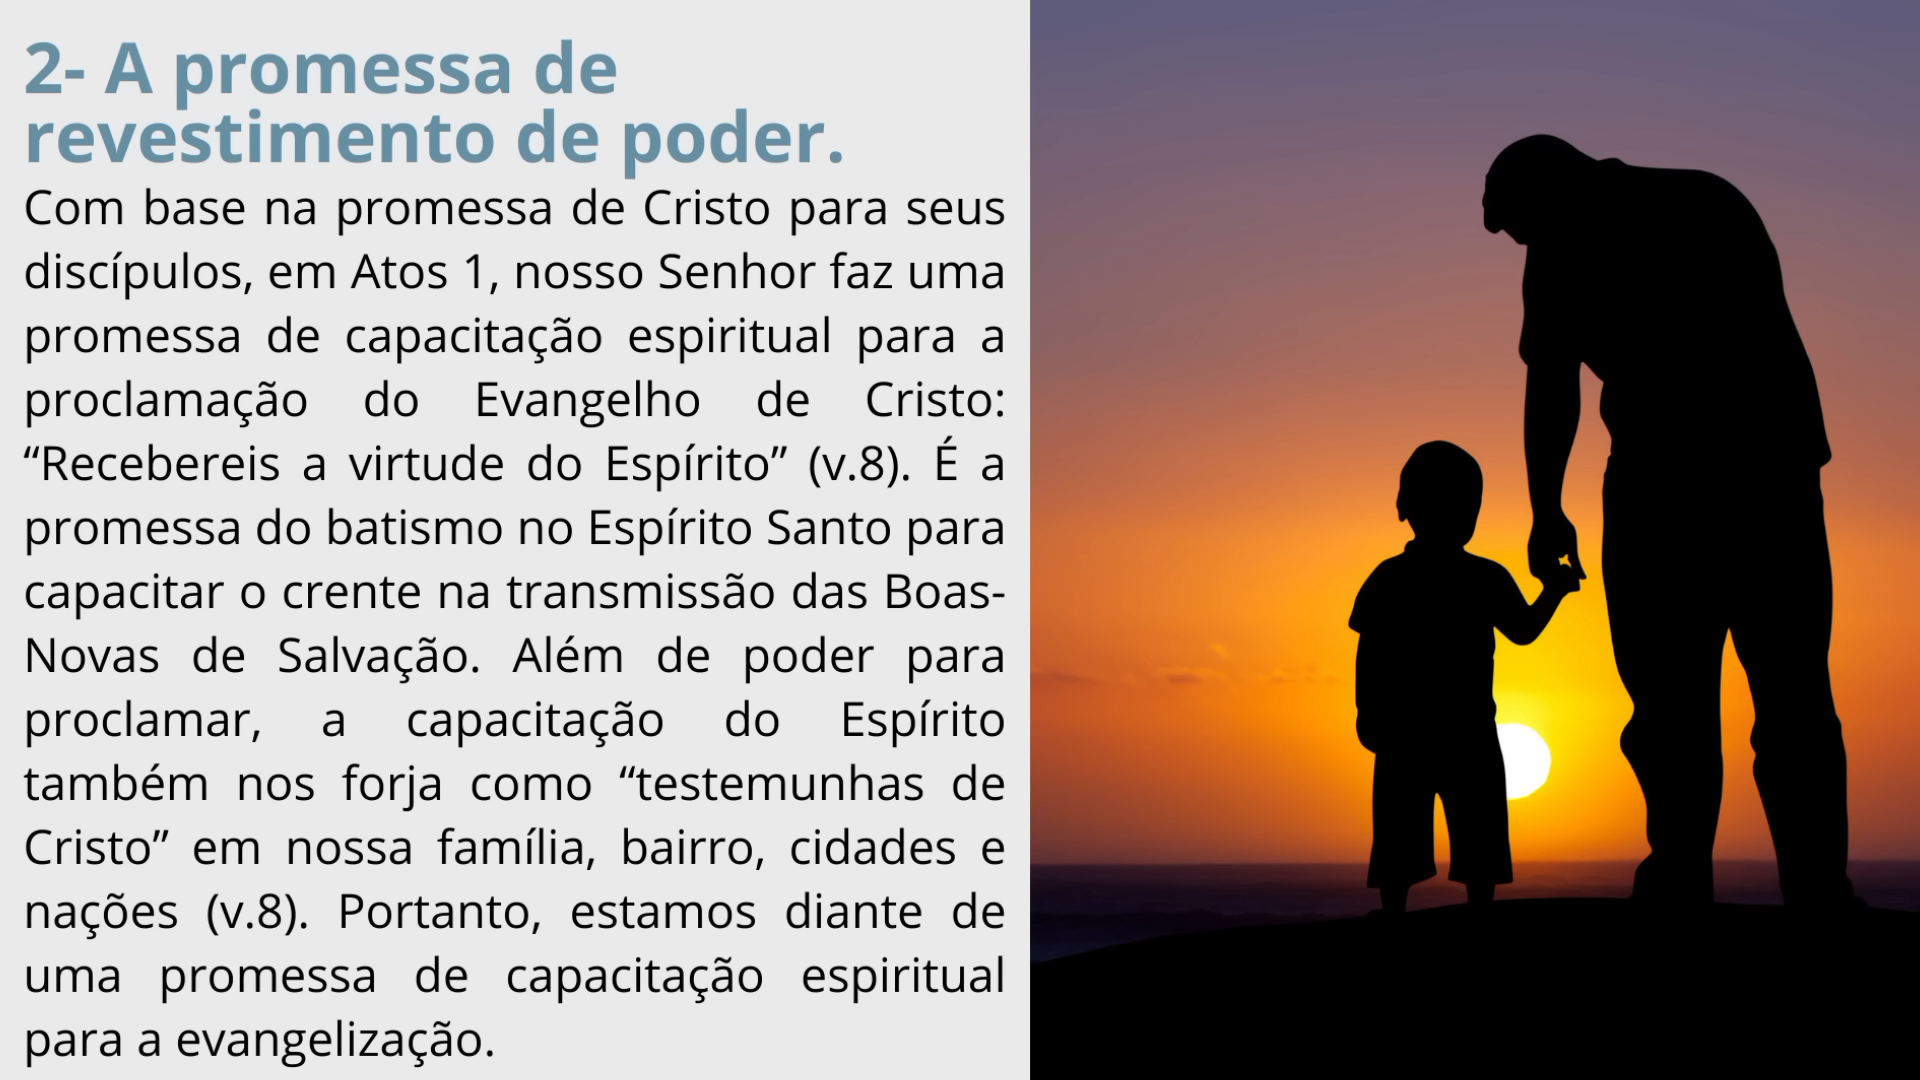 2- A promessa de
revestimento de poder.
Com base na promessa de Cristo para seus
discípulos, em Atos 1, nosso Senhor faz uma
promessa de capacitação espiritual para a
proclamação do Evangelho de Cristo:
“Recebereis a virtude do Espírito” (v.8). É a
promessa do batismo no Espírito Santo para
capacitar o crente na transmissão das Boas-
Novas de Salvação. Além de poder para
proclamar, a capacitação do Espírito
também nos forja como “testemunhas de
Cristo” em nossa família, bairro, cidades e
nações (v.8). Portanto, estamos diante de
uma promessa de capacitação espiritual
para a evangelização.